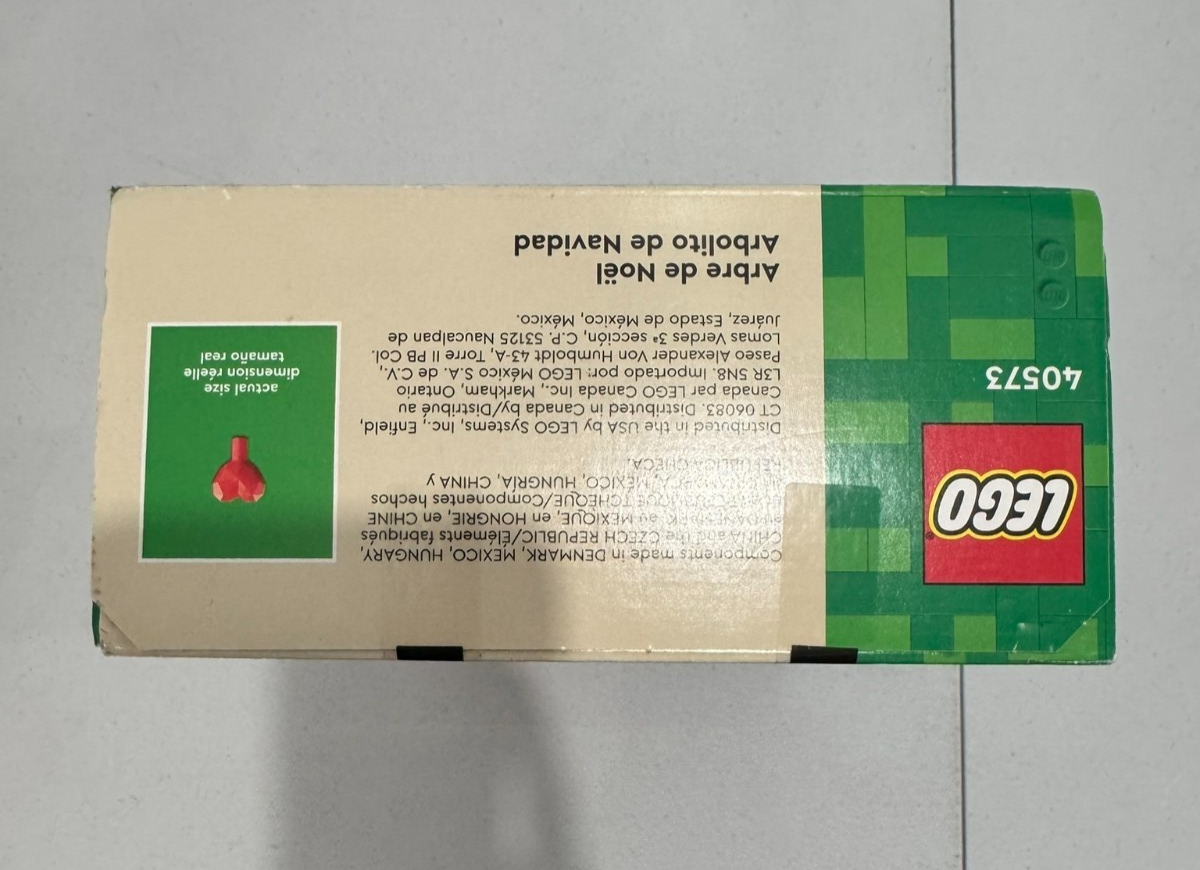 LEGO
40573
Arbre de Noël
Arbolito de Navidad
Components made in DENMARK, MEXICO, HUNGARY,
CHINA and the CZECH REPUBLIC/Éléments fabriqués
au MEXIQUE, en HONGRIE, en CHINE
TCHÈQUE/Componentes hechos
MÉXICO, HUNGRÍA, CHINA y
REPÚBLICA CHECA.
Distributed in the USA by LEGO Systems, Inc., Enfield,
CT 06083. Distributed in Canada by/Distribué au
Canada par LEGO Canada Inc., Markham, Ontario
L3R 5N8. Importado por: LEGO México S.A. de C.V.,
Paseo Alexander Von Humboldt 43-A, Torre II PB Col.
Lomas Verdes 3ª sección, C.P. 53125 Naucalpan de
Juárez, Estado de México, México.
actual size
dimension réelle
tamaño real